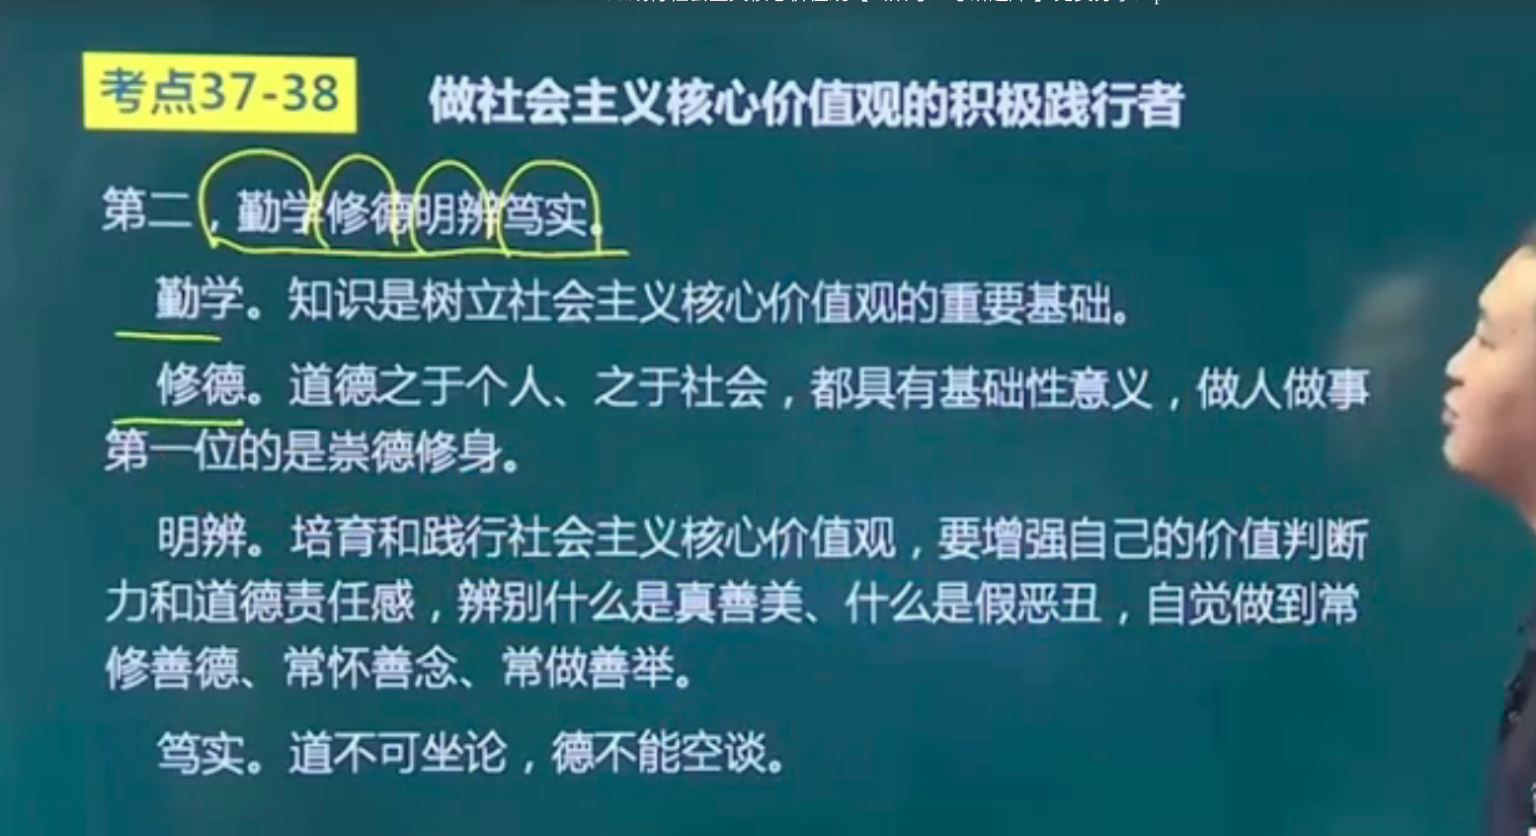 考点37-38
做社会主义核心价值观的积极践行者
第二，勤学修德明辨笃实。
勤学。知识是树立社会主义核心价值观的重要基础。
修德。道德之于个人、之于社会，都具有基础性意义，做人做事
第一位的是崇德修身。
明辨。培育和践行社会主义核心价值观，要增强自己的价值判断
力和道德责任感，辨别什么是真善美、什么是假恶丑，自觉做到常
修善德、常怀善念、常做善举。
笃实。道不可坐论，德不能空谈。